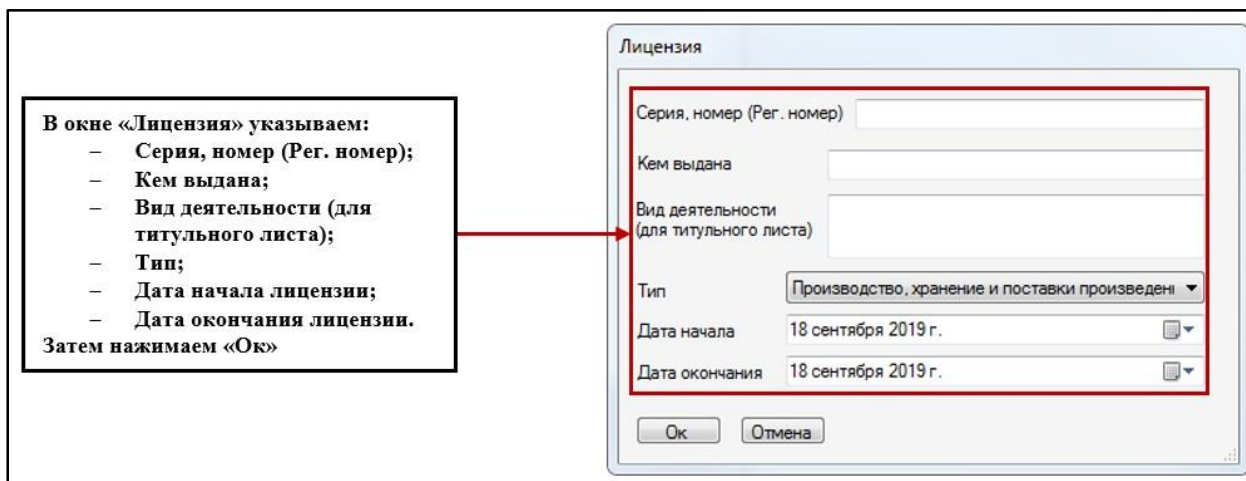 В окне «Лицензия» указываем:
– Серия, номер (Рег. номер);
– Кем выдана;
– Вид деятельности (для
титульного листа);
– Тип;
– Дата начала лицензии;
– Дата окончания лицензии.
Затем нажимаем «Ок»
Лицензия
Серия, номер (Рег. номер)
Кем выдана
Вид деятельности
(для титульного листа)
Тип Производство, хранение и поставки произведен
Дата начала 18 сентября 2019 г.
Дата окончания 18 сентября 2019 г.
Ок Отмена